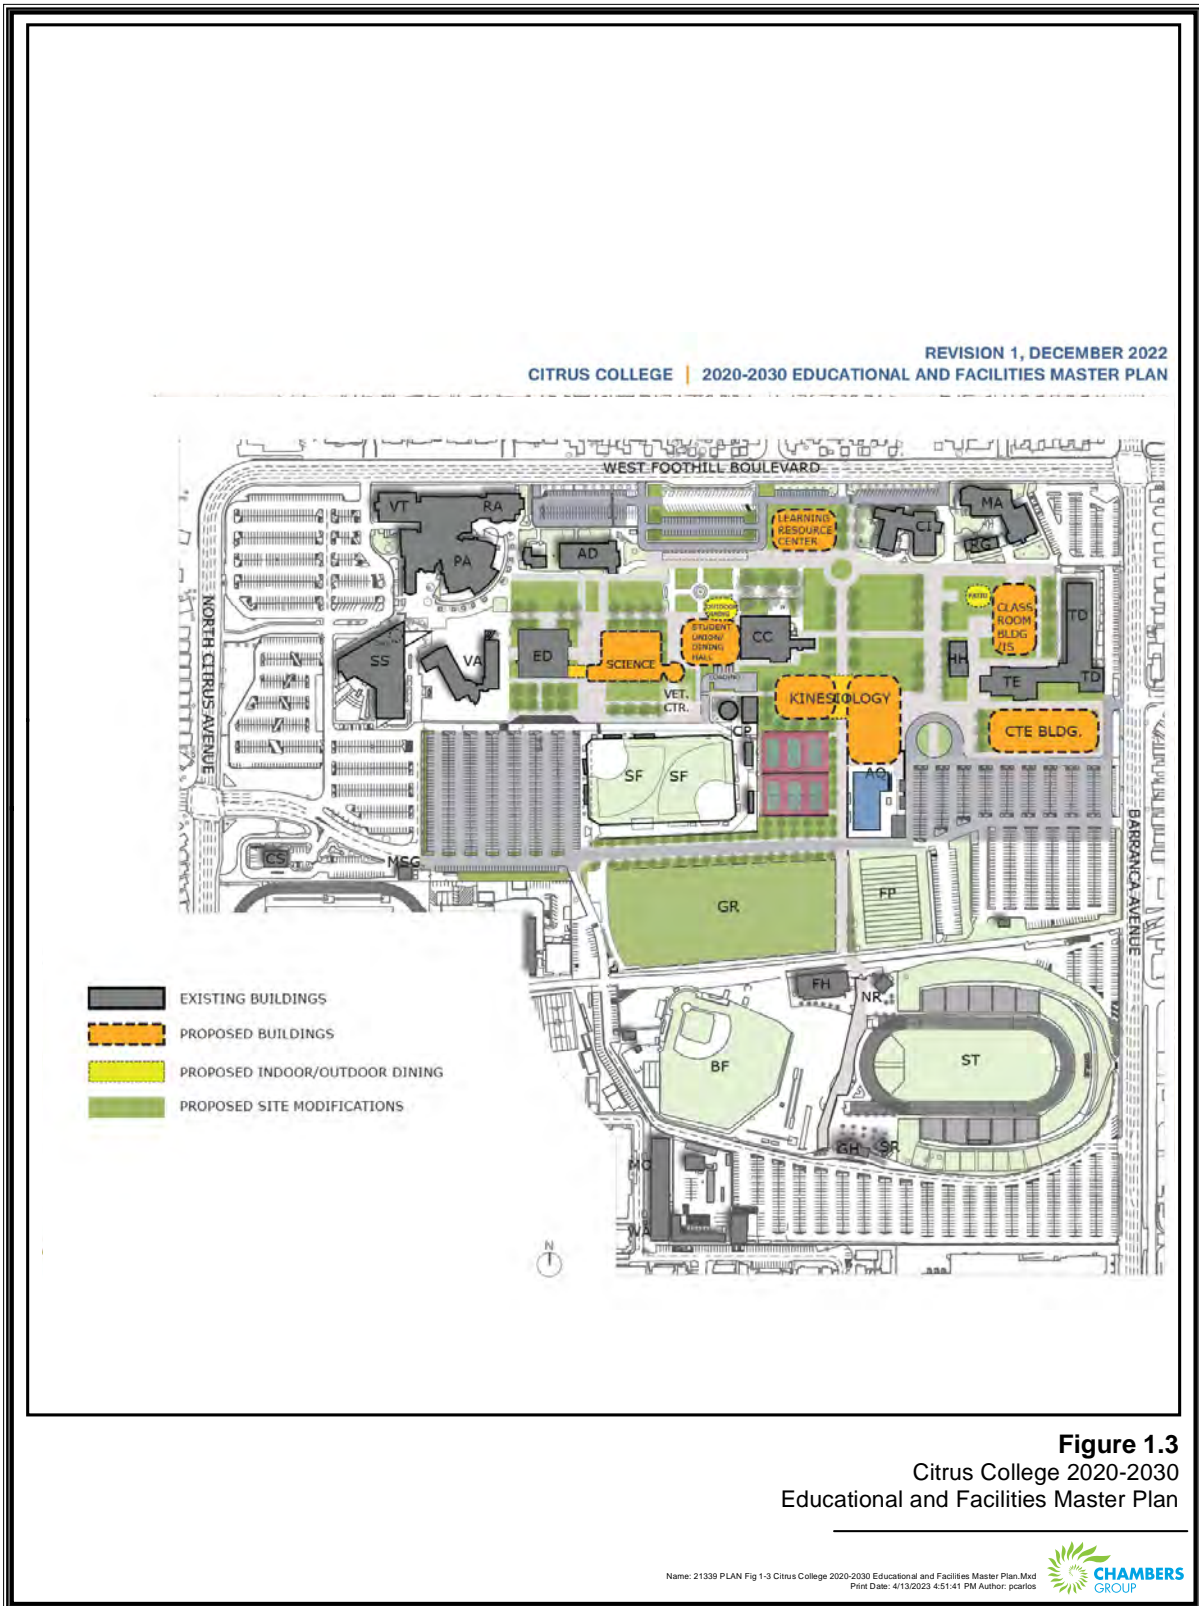 REVISION 1, DECEMBER 2022
CITRUS COLLEGE | 2020-2030 EDUCATIONAL AND FACILITIES MASTER PLAN
WEST FOOTHILL BOULEVARD
NORTH CITRUS AVENUE
BARRANCA AVENUE
VT
RA
PA
AD
LEARNING
RESOURCE
CENTER
CI
MA
RG
SS
VA
ED
SCIENCE
VET.
CTR.
OUTDOOR
DINING
STUDENT
UNION/
DINING
HALL
CC
LOADING
PATIO
CLASS
ROOM
BLDG
/IS
TD
HH
TE
TD
KINESIOLOGY
CTE BLDG.
CP
SF
SF
AQ
CS
MSG
GR
FP
FH
NR
BF
ST
GH
SR
MO
EXISTING BUILDINGS
PROPOSED BUILDINGS
PROPOSED INDOOR/OUTDOOR DINING
PROPOSED SITE MODIFICATIONS
N
Figure 1.3
Citrus College 2020-2030
Educational and Facilities Master Plan
Name: 21339 PLAN Fig 1-3 Citrus College 2020-2030 Educational and Facilities Master Plan.Mxd
Print Date: 4/13/2023 4:51:41 PM Author: pcarlos
CHAMBERS
GROUP